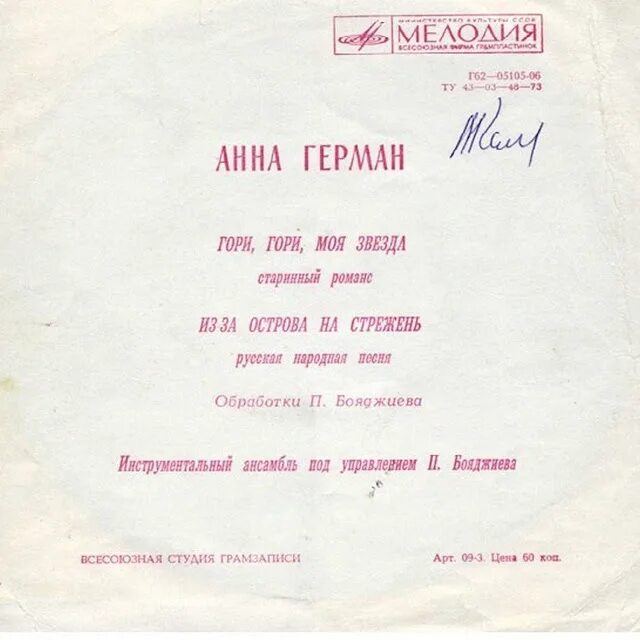 МИНИСТЕРСТВО КУЛЬТУРЫ СССР
МЕЛОДИЯ
ВСЕСОЮЗНАЯ ФИРМА ГРАМПЛАСТИНОК
Г62—05105-06
ТУ 43—03—48—73
АННА ГЕРМАН
ГОРИ, ГОРИ, МОЯ ЗВЕЗДА
старинный романс
ИЗ-ЗА ОСТРОВА НА СТРЕЖЕНЬ
русская народная песня
Обработки П. Бояджиева
Инструментальный ансамбль под управлением П. Бояджиева
ВСЕСОЮЗНАЯ СТУДИЯ ГРАМЗАПИСИ
Арт. 09-3. Цена 60 коп.